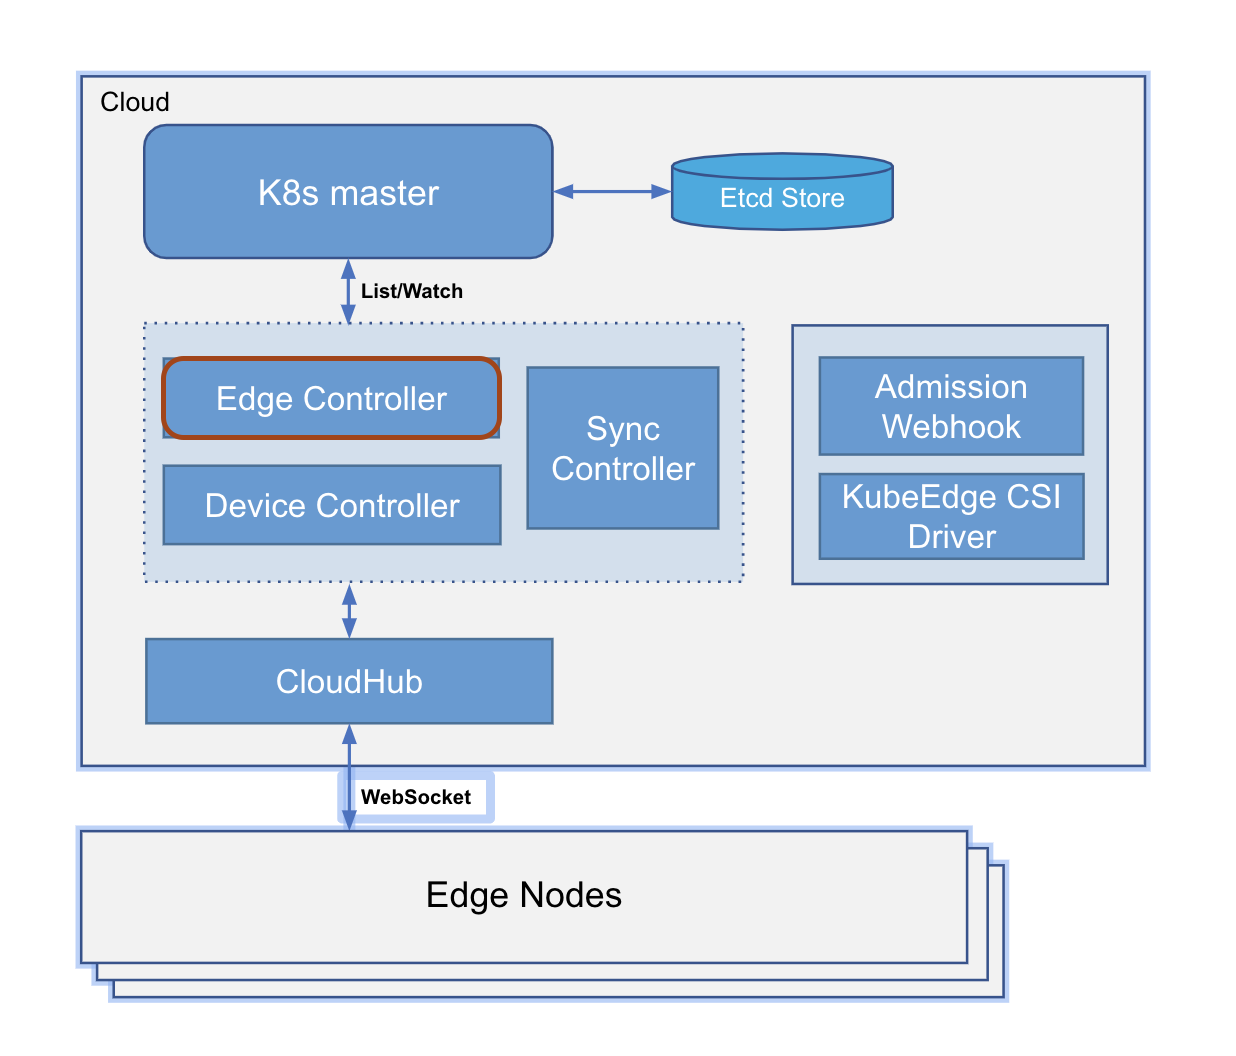 Cloud
K8s master
Etcd Store
List/Watch
Edge Controller
Device Controller
Sync
Controller
Admission
Webhook
KubeEdge CSI
Driver
CloudHub
WebSocket
Edge Nodes